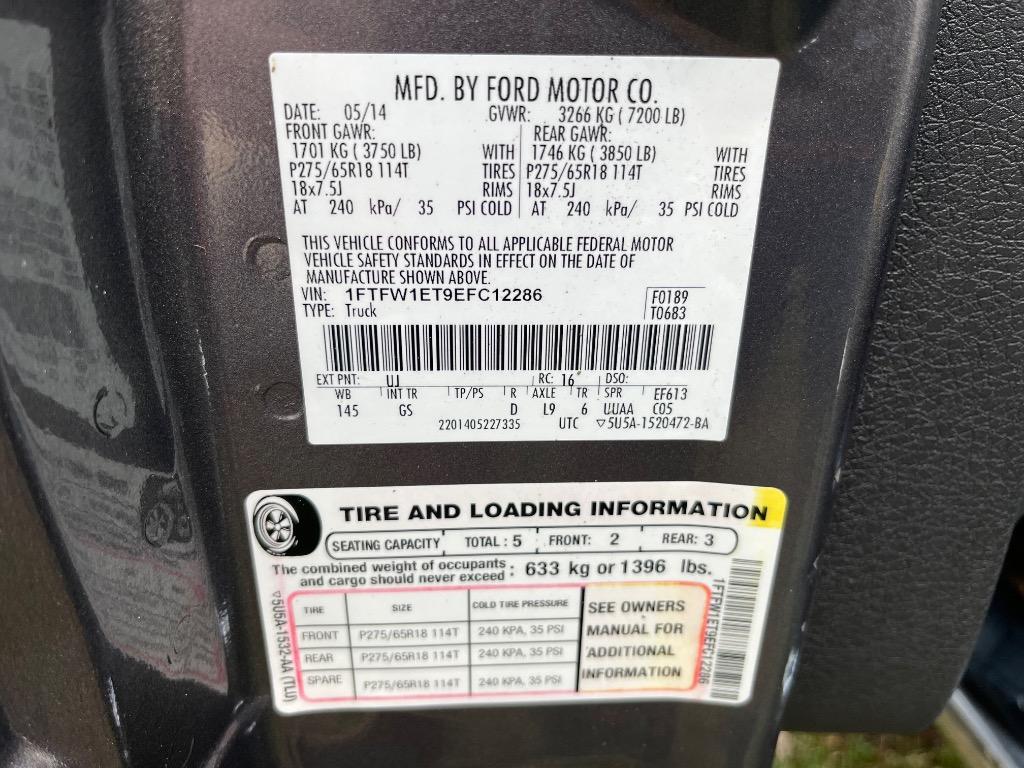 MFD. BY FORD MOTOR CO.
DATE: 05/14 GVWR: 3266 KG ( 7200 LB)
FRONT GAWR: REAR GAWR:
1701 KG ( 3750 LB) WITH 1746 KG ( 3850 LB) WITH
P275/65R18 114T TIRES P275/65R18 114T TIRES
18x7.5J RIMS 18x7.5J RIMS
AT 240 kPa/ 35 PSI COLD AT 240 kPa/ 35 PSI COLD
THIS VEHICLE CONFORMS TO ALL APPLICABLE FEDERAL MOTOR
VEHICLE SAFETY STANDARDS IN EFFECT ON THE DATE OF
MANUFACTURE SHOWN ABOVE.
VIN: 1FTFW1ET9EFC12286 F0189
TYPE: Truck T0683
EXT PNT: UJ RC: 16 DSO:
WB INT TR TP/PS R AXLE TR SPR EF613
145 GS D L9 6 UUAA C05
2201405227335 UTC ▽5U5A-1520472-BA
TIRE AND LOADING INFORMATION
SEATING CAPACITY TOTAL : 5 FRONT: 2 REAR: 3
The combined weight of occupants
and cargo should never exceed : 633 kg or 1396 lbs.
TIRE SIZE COLD TIRE PRESSURE SEE OWNERS
FRONT P275/65R18 114T 240 KPA, 35 PSI MANUAL FOR
REAR P275/65R18 114T 240 KPA, 35 PSI ADDITIONAL
SPARE P275/65R18 114T 240 KPA, 35 PSI INFORMATION
▽5U5A-1532-AA (TLU)
1FTFW1ET9EFC12286